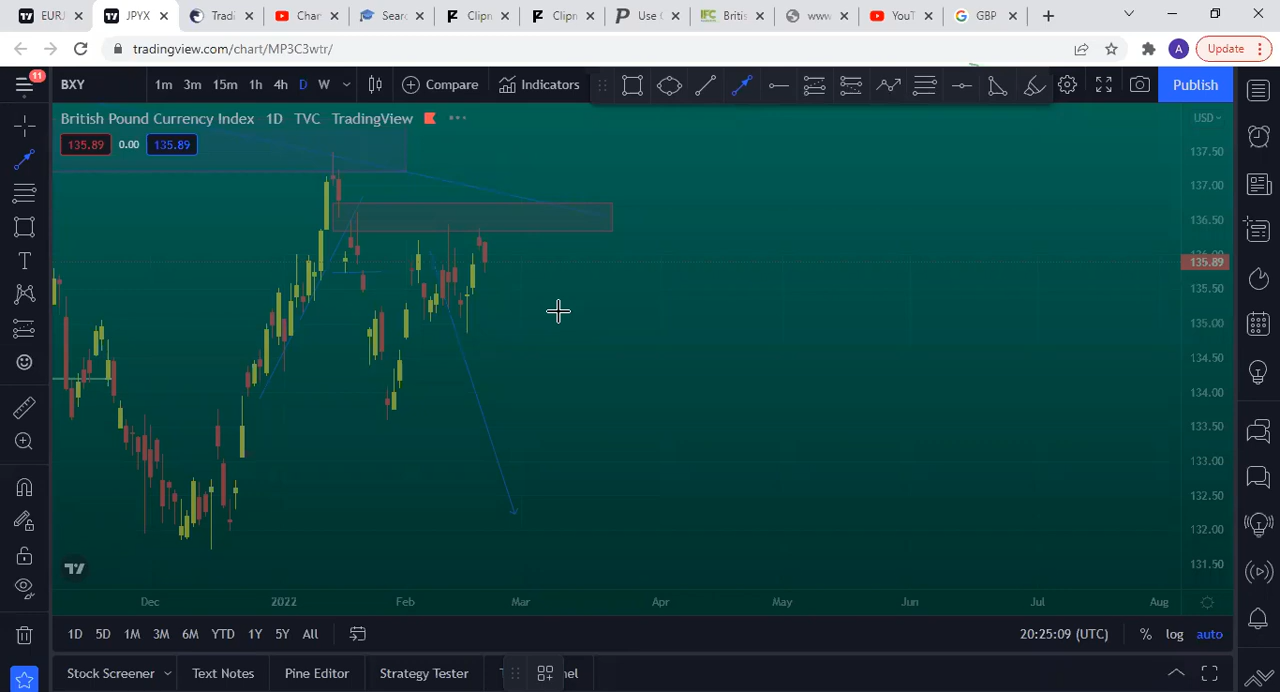 EURJ
JPYX
Tradi
Char
Searc
Clipn
Clipn
Use C
Britis
www
YouT
GBP
tradingview.com/chart/MP3C3wtr/
A
Update
11
BXY
1m 3m 15m 1h 4h D W
Compare
Indicators
Publish
British Pound Currency Index 1D TVC TradingView
USD
135.89 0.00 135.89
137.50
137.00
136.50
135.89
135.50
135.00
134.50
134.00
133.50
133.00
132.50
132.00
131.50
Dec 2022 Feb Mar Apr May Jun Jul Aug
1D 5D 1M 3M 6M YTD 1Y 5Y All
20:25:09 (UTC) % log auto
Stock Screener Text Notes Pine Editor Strategy Tester